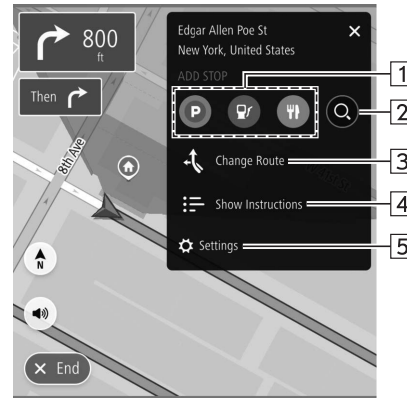 800
ft
Then
8th Ave
N
End
Edgar Allen Poe St
New York, United States
ADD STOP
P
Change Route
Show Instructions
Settings
1
2
3
4
5